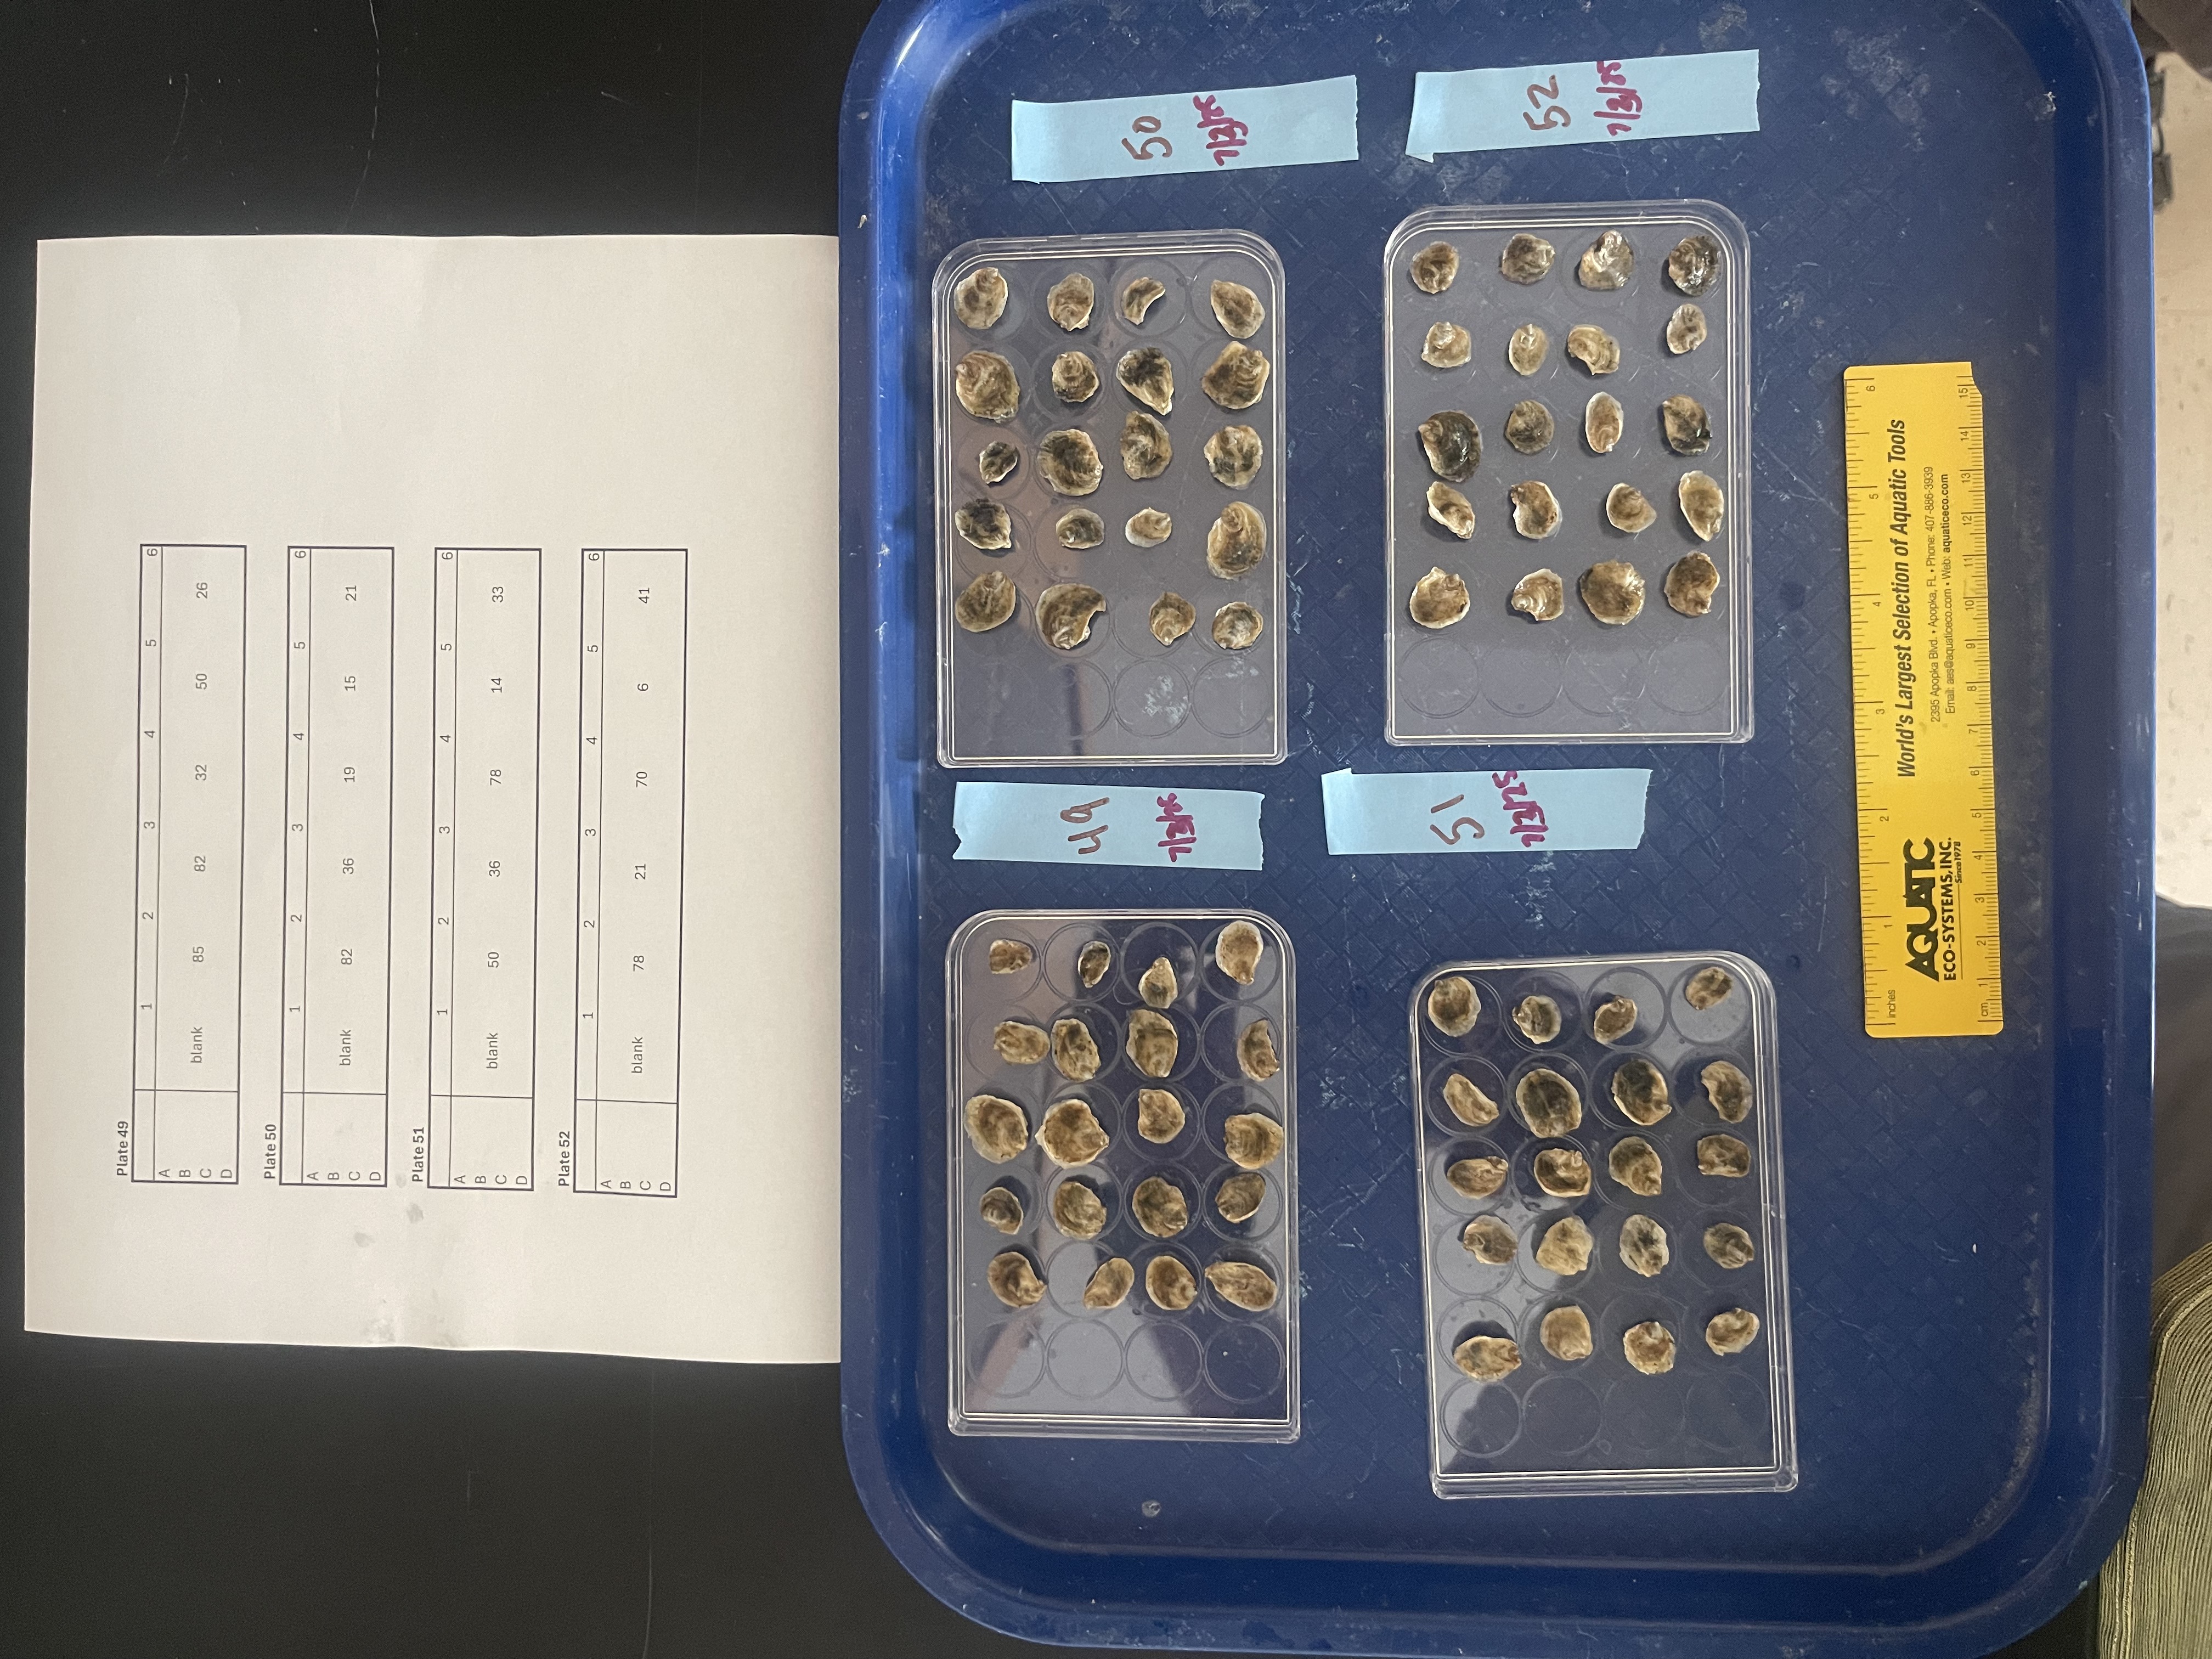 Plate 49
1 2 3 4 5 6
A
B
blank 85 82 32 50 26
C
D
Plate 50
1 2 3 4 5 6
A
B
blank 82 36 19 15 21
C
D
Plate 51
1 2 3 4 5 6
A
B
blank 50 36 78 14 33
C
D
Plate 52
1 2 3 4 5 6
A
B
blank 78 21 70 6 41
C
D
49
7/3/25
50
7/3/25
51
7/3/25
52
7/3/25
inches 1 2 3 4 5 6
AQUATIC
ECO-SYSTEMS, INC.
Since 1978
World's Largest Selection of Aquatic Tools
2395 Apopka Blvd. • Apopka, FL • Phone: 407-886-3939
Email: aes@aquaticeco.com • Web: aquaticeco.com
cm 1 2 3 4 5 6 7 8 9 10 11 12 13 14 15